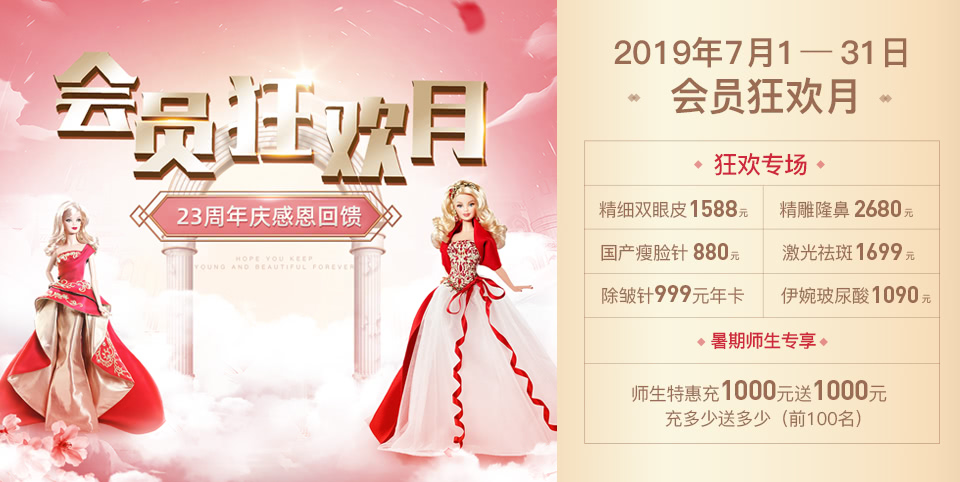 会员狂欢月
23周年庆感恩回馈
HOPE YOU KEEP
YOUNG AND BEAUTIFUL FOREVER
2019年7月1—31日
会员狂欢月
狂欢专场
精细双眼皮1588元
精雕隆鼻2680元
国产瘦脸针880元
激光祛斑1699元
除皱针999元年卡
伊婉玻尿酸1090元
暑期师生专享
师生特惠充1000元送1000元
充多少送多少（前100名）